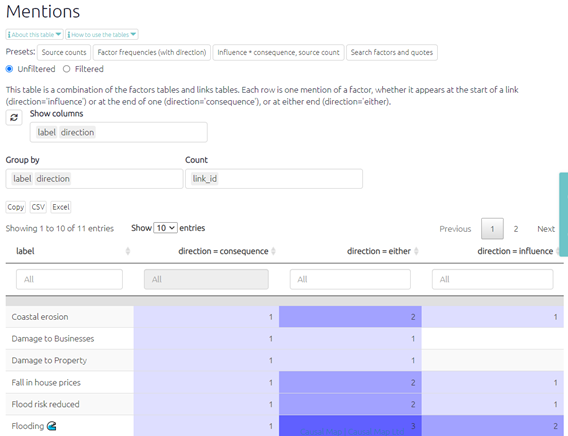 Mentions
About this table
How to use the tables
Presets: Source counts Factor frequencies (with direction) Influence * consequence, source count Search factors and quotes
Unfiltered Filtered
This table is a combination of the factors tables and links tables. Each row is one mention of a factor, whether it appears at the start of a link
(direction='influence') or at the end of one (direction='consequence'), or at either end (direction='either).
Show columns
label direction
Group by Count
label direction link_id
Copy CSV Excel
Showing 1 to 10 of 11 entries Show 10 entries Previous 1 2 Next
label direction = consequence direction = either direction = influence
All All All All
Coastal erosion 1 2 1
Damage to Businesses 1 1
Damage to Property 1 1
Fall in house prices 1 2 1
Flood risk reduced 1 2 1
Flooding 1 3 2